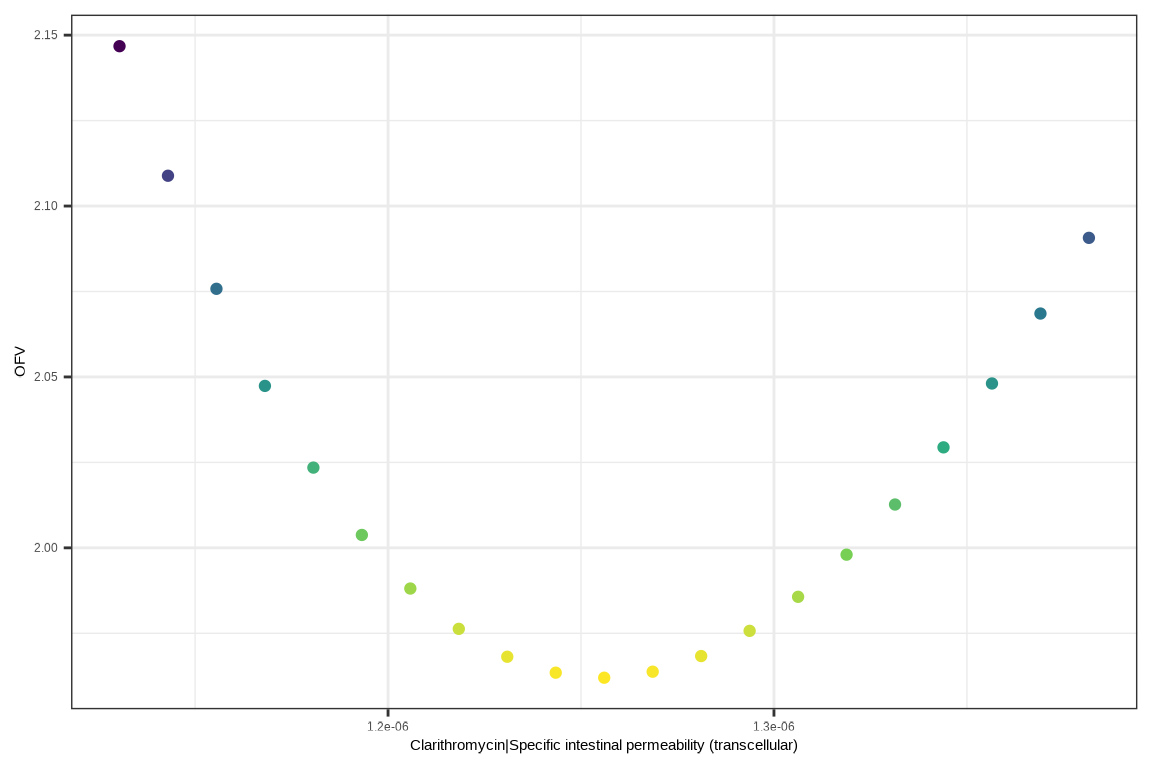 2.15
2.10
2.05
2.00
OFV
1.2e-06
1.3e-06
Clarithromycin|Specific intestinal permeability (transcellular)